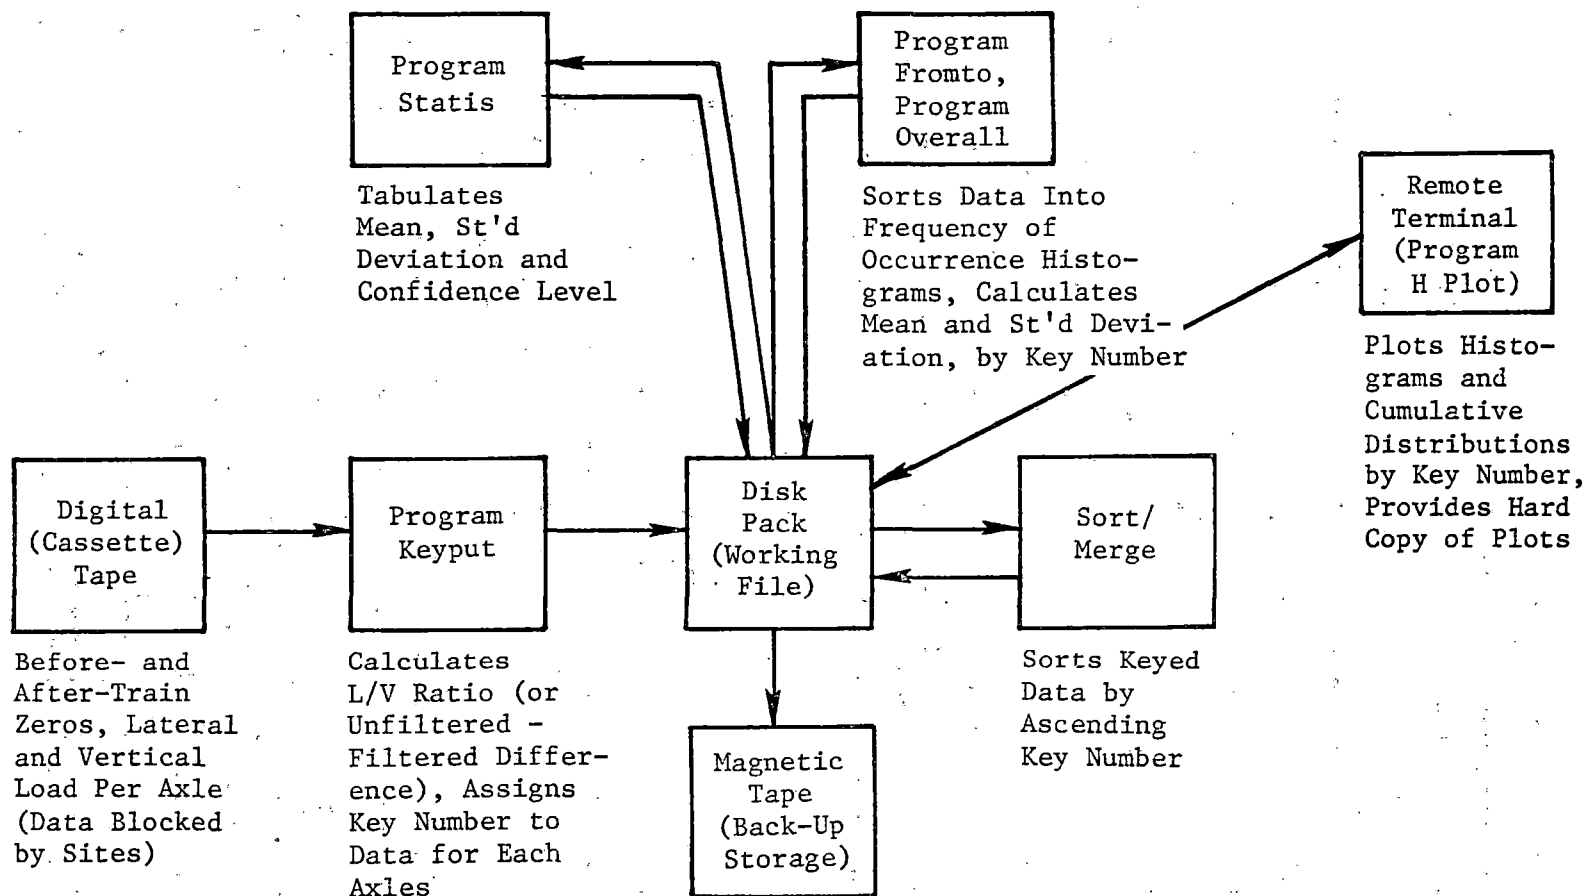 Program
Statis
Tabulates
Mean, St'd
Deviation and
Confidence Level
Program
Fromto,
Program
Overall
Sorts Data Into
Frequency of
Occurrence Histo-
grams, Calculates
Mean and St'd Devi-
ation, by Key Number
Remote
Terminal
(Program
H Plot)
Plots Histo-
grams and
Cumulative
Distributions
by Key Number,
Provides Hard
Copy of Plots
Digital
(Cassette)
Tape
Before- and
After-Train
Zeros, Lateral
and Vertical
Load Per Axle
(Data Blocked
by Sites)
Program
Keyput
Calculates
L/V Ratio (or
Unfiltered -
Filtered Differ-
ence), Assigns
Key Number to
Data for Each
Axles
Disk
Pack
(Working
File)
Sort/
Merge
Sorts Keyed
Data by
Ascending
Key Number
Magnetic
Tape
(Back-Up
Storage)